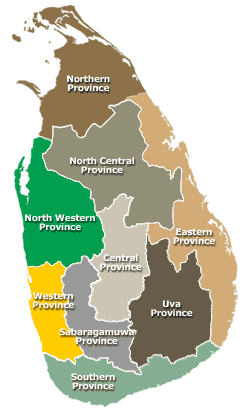 Northern
Province
North Central
Province
North Western
Province
Eastern
Province
Central
Province
Western
Province
Uva
Province
Sabaragamuwa
Province
Southern
Province